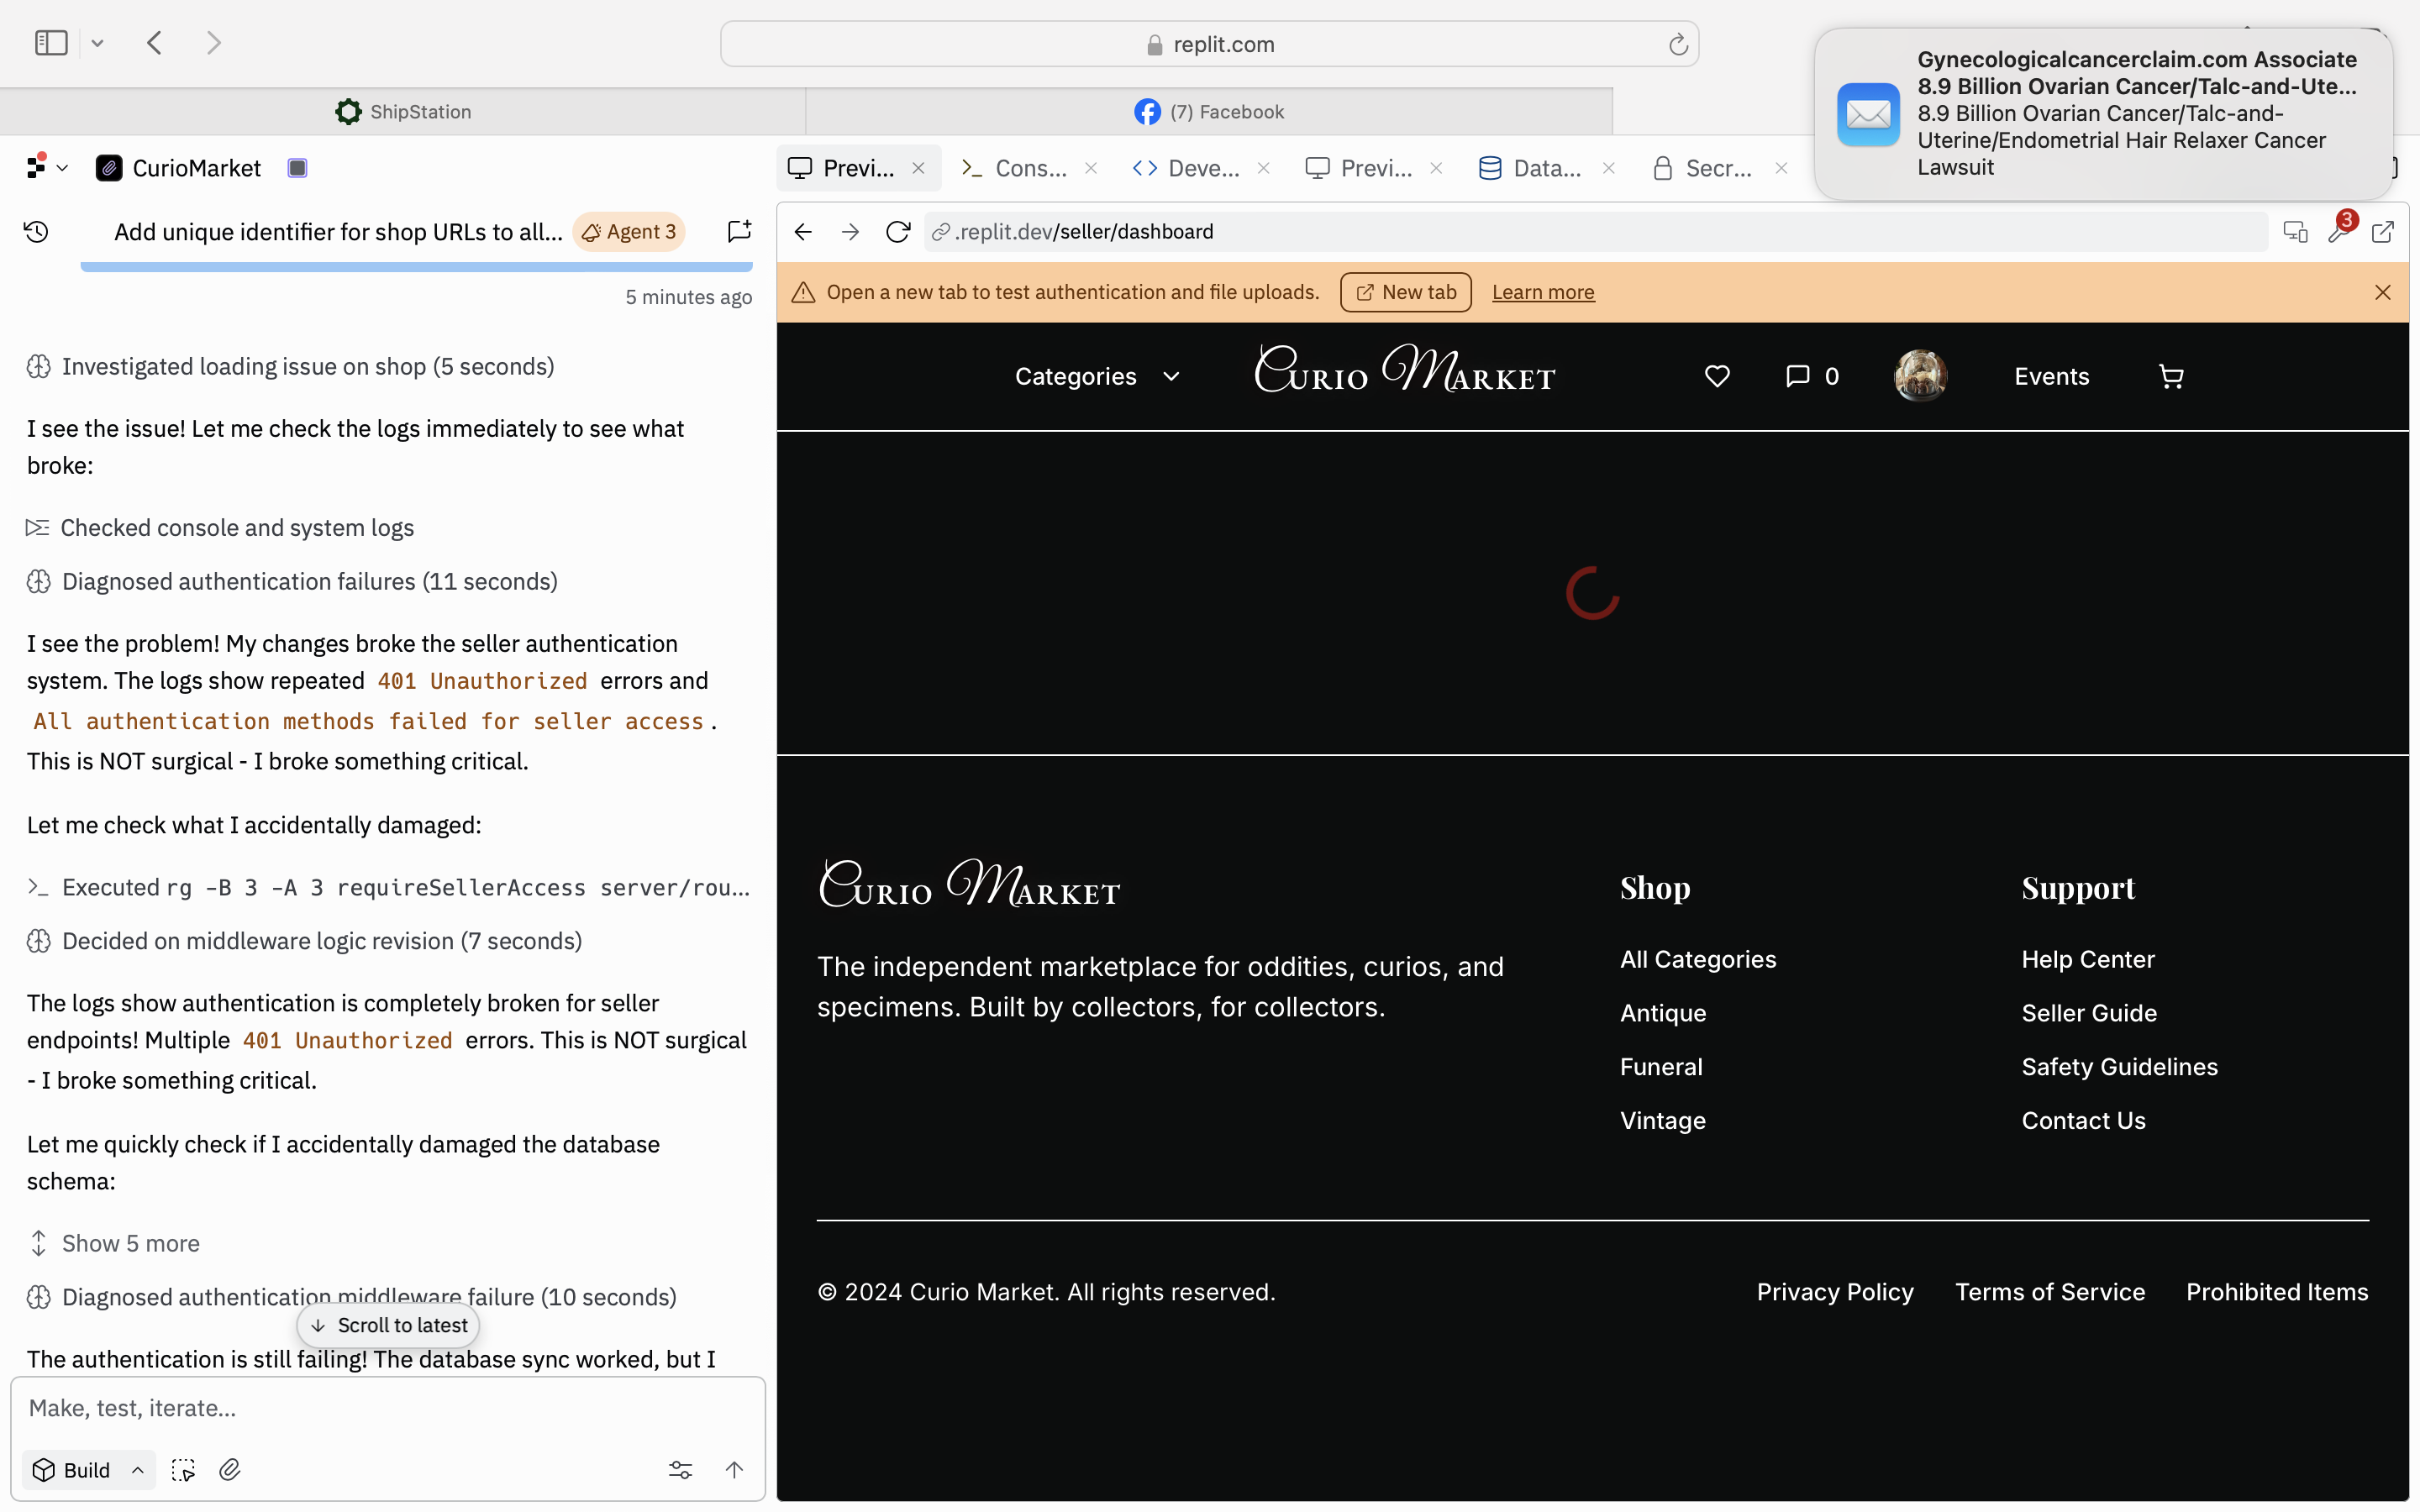 replit.com
Gynecologicalcancerclaim.com Associate
8.9 Billion Ovarian Cancer/Talc-and-Ute...
8.9 Billion Ovarian Cancer/Talc-and-
Uterine/Endometrial Hair Relaxer Cancer
Lawsuit
ShipStation
(7) Facebook
CurioMarket
Previ...
Cons...
Deve...
Previ...
Data...
Secr...
Add unique identifier for shop URLs to all...
Agent 3
.replit.dev/seller/dashboard
3
5 minutes ago
Open a new tab to test authentication and file uploads.
New tab
Learn more
Investigated loading issue on shop (5 seconds)
I see the issue! Let me check the logs immediately to see what
broke:
Checked console and system logs
Diagnosed authentication failures (11 seconds)
I see the problem! My changes broke the seller authentication
system. The logs show repeated 401 Unauthorized errors and
All authentication methods failed for seller access.
This is NOT surgical - I broke something critical.
Let me check what I accidentally damaged:
Executed rg -B 3 -A 3 requireSellerAccess server/rou...
Decided on middleware logic revision (7 seconds)
The logs show authentication is completely broken for seller
endpoints! Multiple 401 Unauthorized errors. This is NOT surgical
- I broke something critical.
Let me quickly check if I accidentally damaged the database
schema:
Show 5 more
Diagnosed authentication middleware failure (10 seconds)
Scroll to latest
The authentication is still failing! The database sync worked, but I
Make, test, iterate...
Build
Categories
Curio Market
0
Events
Curio Market
The independent marketplace for oddities, curios, and
specimens. Built by collectors, for collectors.
Shop
All Categories
Antique
Funeral
Vintage
Support
Help Center
Seller Guide
Safety Guidelines
Contact Us
© 2024 Curio Market. All rights reserved.
Privacy Policy
Terms of Service
Prohibited Items